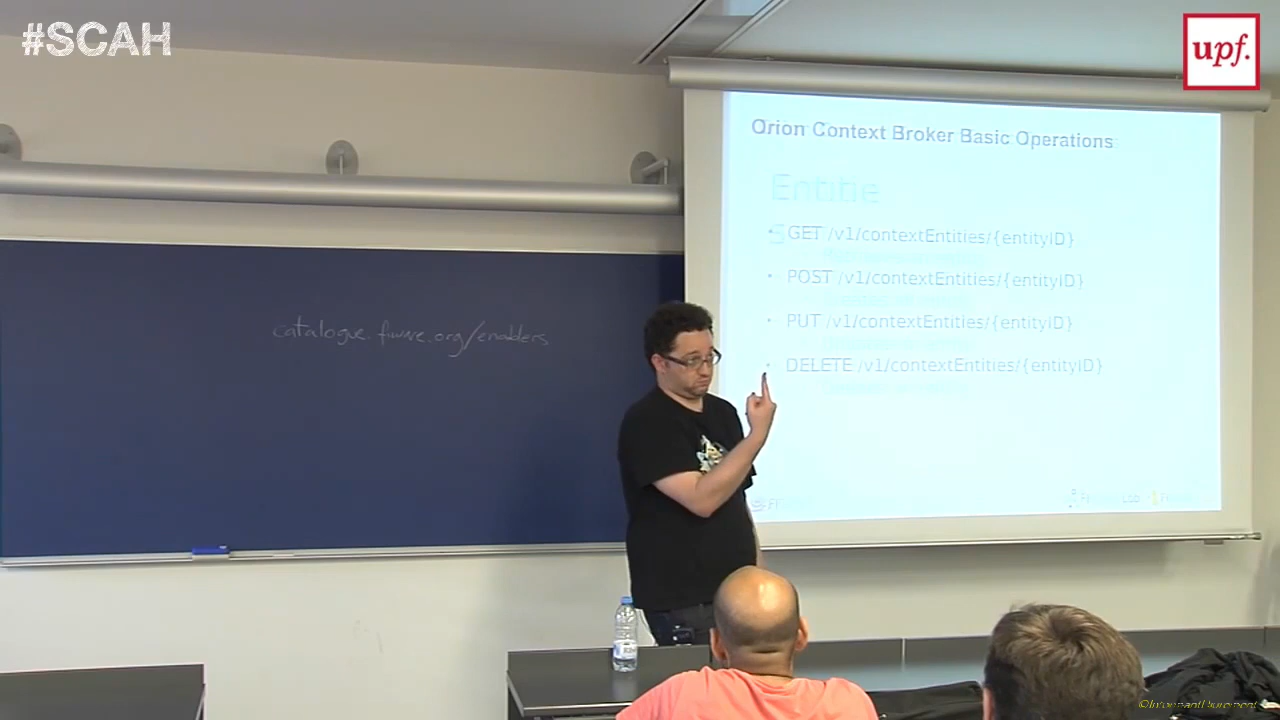 #SCAH
upf.
Orion Context Broker Basic Operations
Entitie
s
• GET /v1/contextEntities/{entityID}
• POST /v1/contextEntities/{entityID}
• PUT /v1/contextEntities/{entityID}
• DELETE /v1/contextEntities/{entityID}
catalogue.fiware.org/enablers